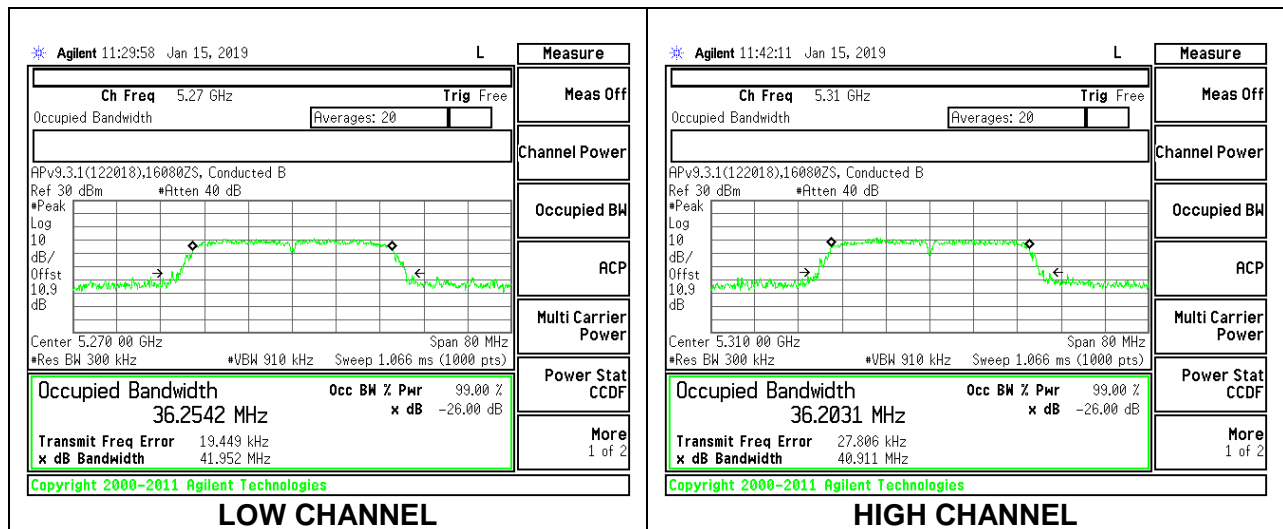 Agilent 11:29:58 Jan 15, 2019 L
Measure
Ch Freq 5.27 GHz Trig Free
Meas Off
Occupied Bandwidth Averages: 20
Channel Power
APv9.3.1(122018),16080ZS, Conducted B
Ref 30 dBm #Atten 40 dB
#Peak
Occupied BW
Log
10
dB/
ACP
Offst
10.9
dB
Multi Carrier
Power
Center 5.270 00 GHz Span 80 MHz
#Res BW 300 kHz #VBW 910 kHz Sweep 1.066 ms (1000 pts)
Power Stat
CCDF
Occupied Bandwidth Occ BW % Pwr 99.00 %
36.2542 MHz x dB -26.00 dB
More
1 of 2
Transmit Freq Error 19.449 kHz
x dB Bandwidth 41.952 MHz
Copyright 2000-2011 Agilent Technologies
LOW CHANNEL
Agilent 11:42:11 Jan 15, 2019 L
Measure
Ch Freq 5.31 GHz Trig Free
Meas Off
Occupied Bandwidth Averages: 20
Channel Power
APv9.3.1(122018),16080ZS, Conducted B
Ref 30 dBm #Atten 40 dB
#Peak
Occupied BW
Log
10
dB/
ACP
Offst
10.9
dB
Multi Carrier
Power
Center 5.310 00 GHz Span 80 MHz
#Res BW 300 kHz #VBW 910 kHz Sweep 1.066 ms (1000 pts)
Power Stat
CCDF
Occupied Bandwidth Occ BW % Pwr 99.00 %
36.2031 MHz x dB -26.00 dB
More
1 of 2
Transmit Freq Error 27.806 kHz
x dB Bandwidth 40.911 MHz
Copyright 2000-2011 Agilent Technologies
HIGH CHANNEL